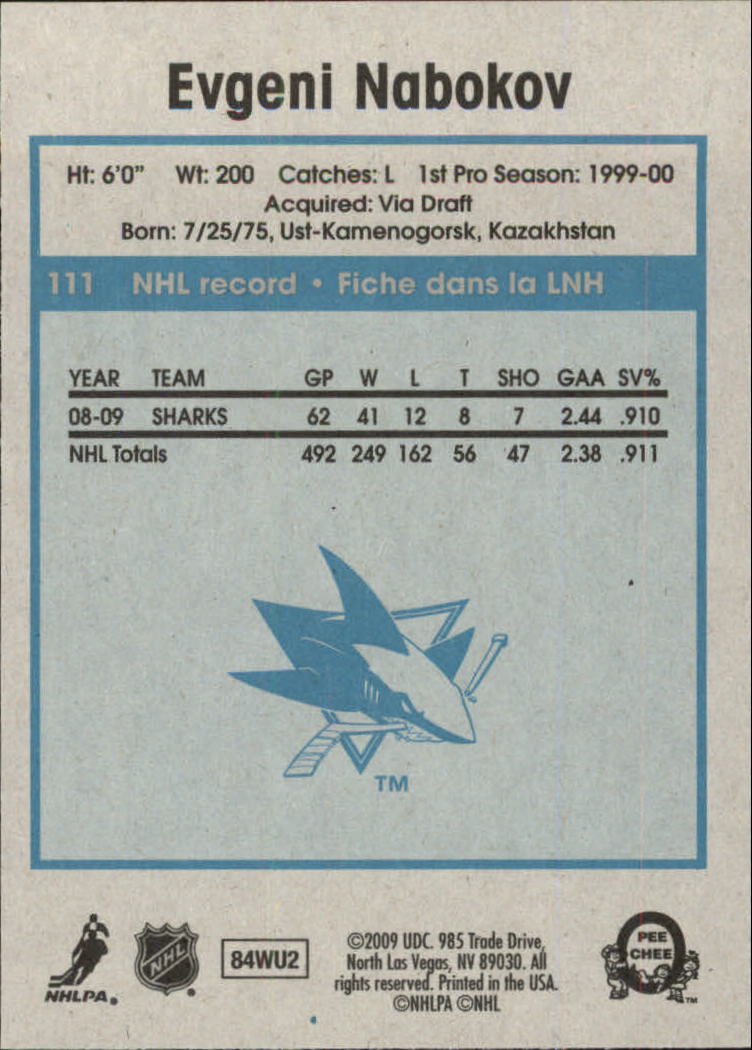 Evgeni Nabokov
Ht: 6'0" Wt: 200 Catches: L 1st Pro Season: 1999-00
Acquired: Via Draft
Born: 7/25/75, Ust-Kamenogorsk, Kazakhstan
111 NHL record • Fiche dans la LNH
YEAR TEAM GP W L T SHO GAA SV%
08-09 SHARKS 62 41 12 8 7 2.44 .910
NHL Totals 492 249 162 56 47 2.38 .911
TM
NHLPA
NHL
84WU2
©2009 UDC. 985 Trade Drive,
North Las Vegas, NV 89030. All
rights reserved. Printed in the USA.
©NHLPA ©NHL
PEE
CHEE
TM